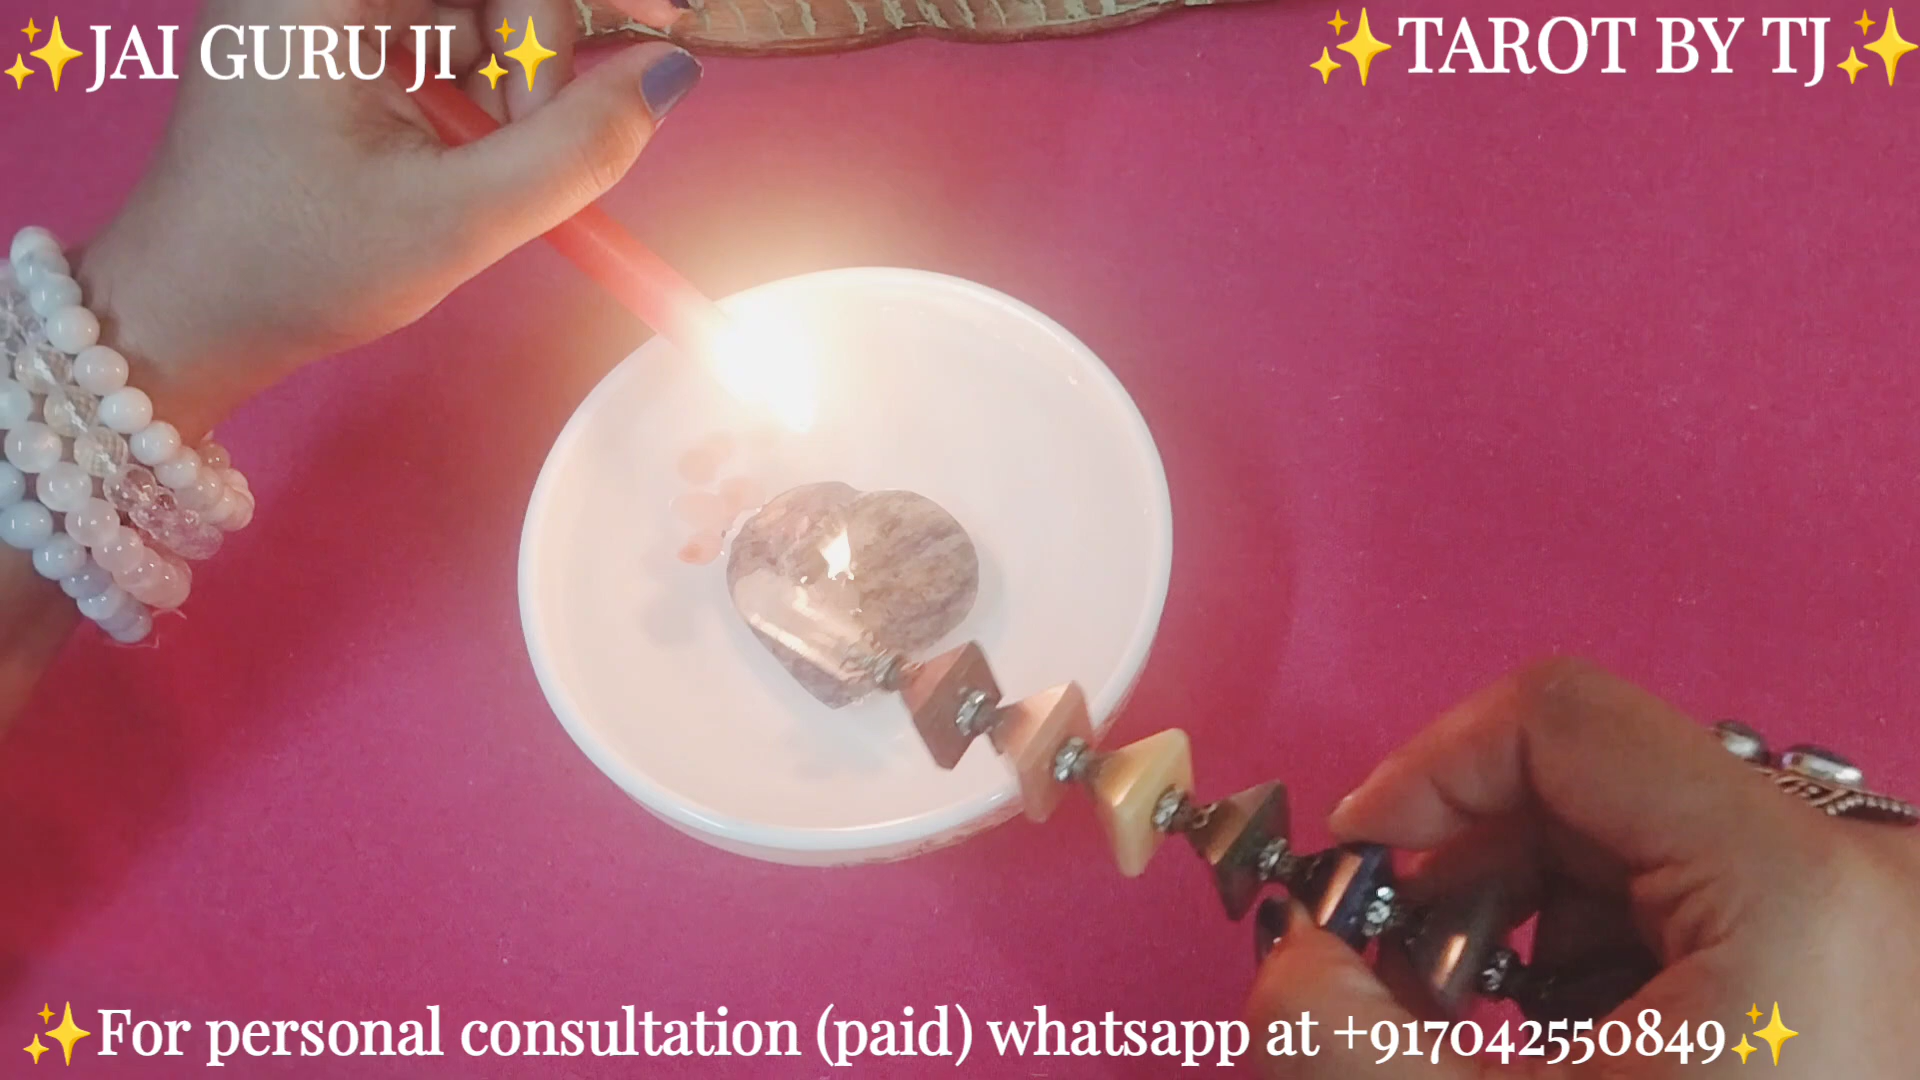 ✨JAI GURU JI ✨
✨TAROT BY TJ✨
✨For personal consultation (paid) whatsapp at +917042550849✨